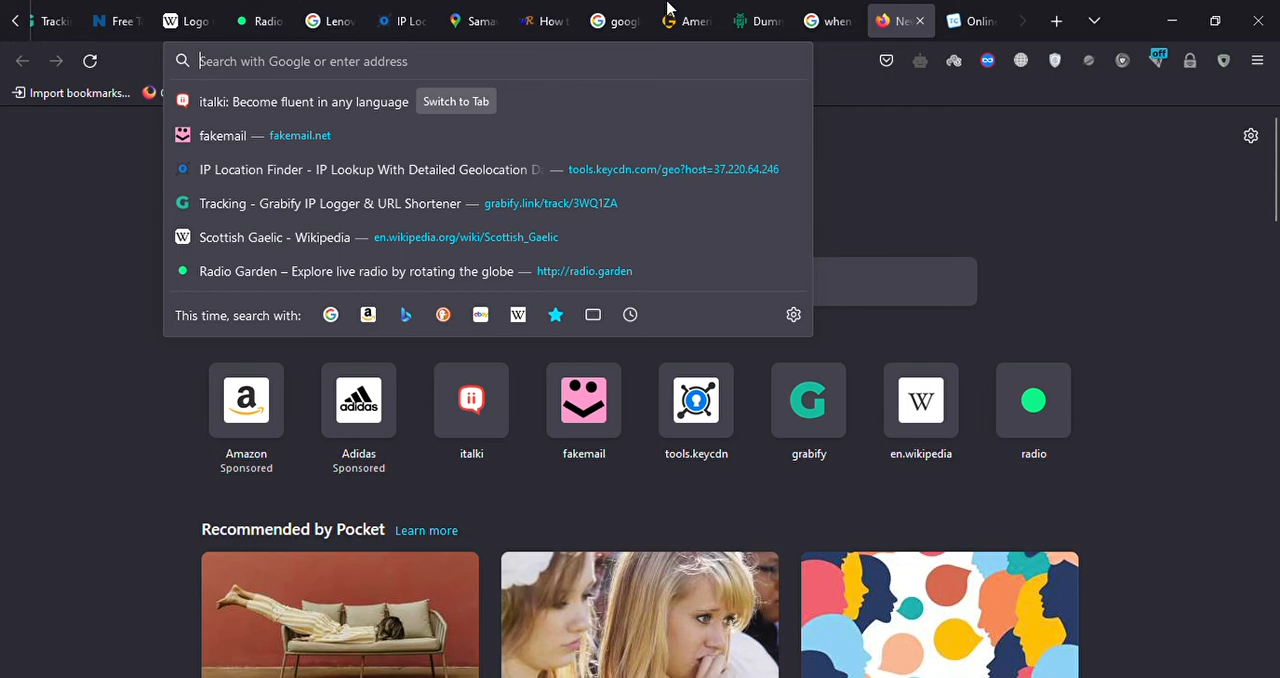 Tracki
Free T
Logo
Radio
Lenov
IP Loc
Samas
How t
googl
Amer
Dumn
when
Ne
Onlin
Search with Google or enter address
off
Import bookmarks...
italki: Become fluent in any language Switch to Tab
fakemail — fakemail.net
IP Location Finder - IP Lookup With Detailed Geolocation D — tools.keycdn.com/geo?host=37.220.64.246
Tracking - Grabify IP Logger & URL Shortener — grabify.link/track/3WQ1ZA
Scottish Gaelic - Wikipedia — en.wikipedia.org/wiki/Scottish_Gaelic
Radio Garden – Explore live radio by rotating the globe — http://radio.garden
This time, search with:
Amazon
Sponsored
Adidas
Sponsored
italki
fakemail
tools.keycdn
grabify
en.wikipedia
radio
Recommended by Pocket Learn more